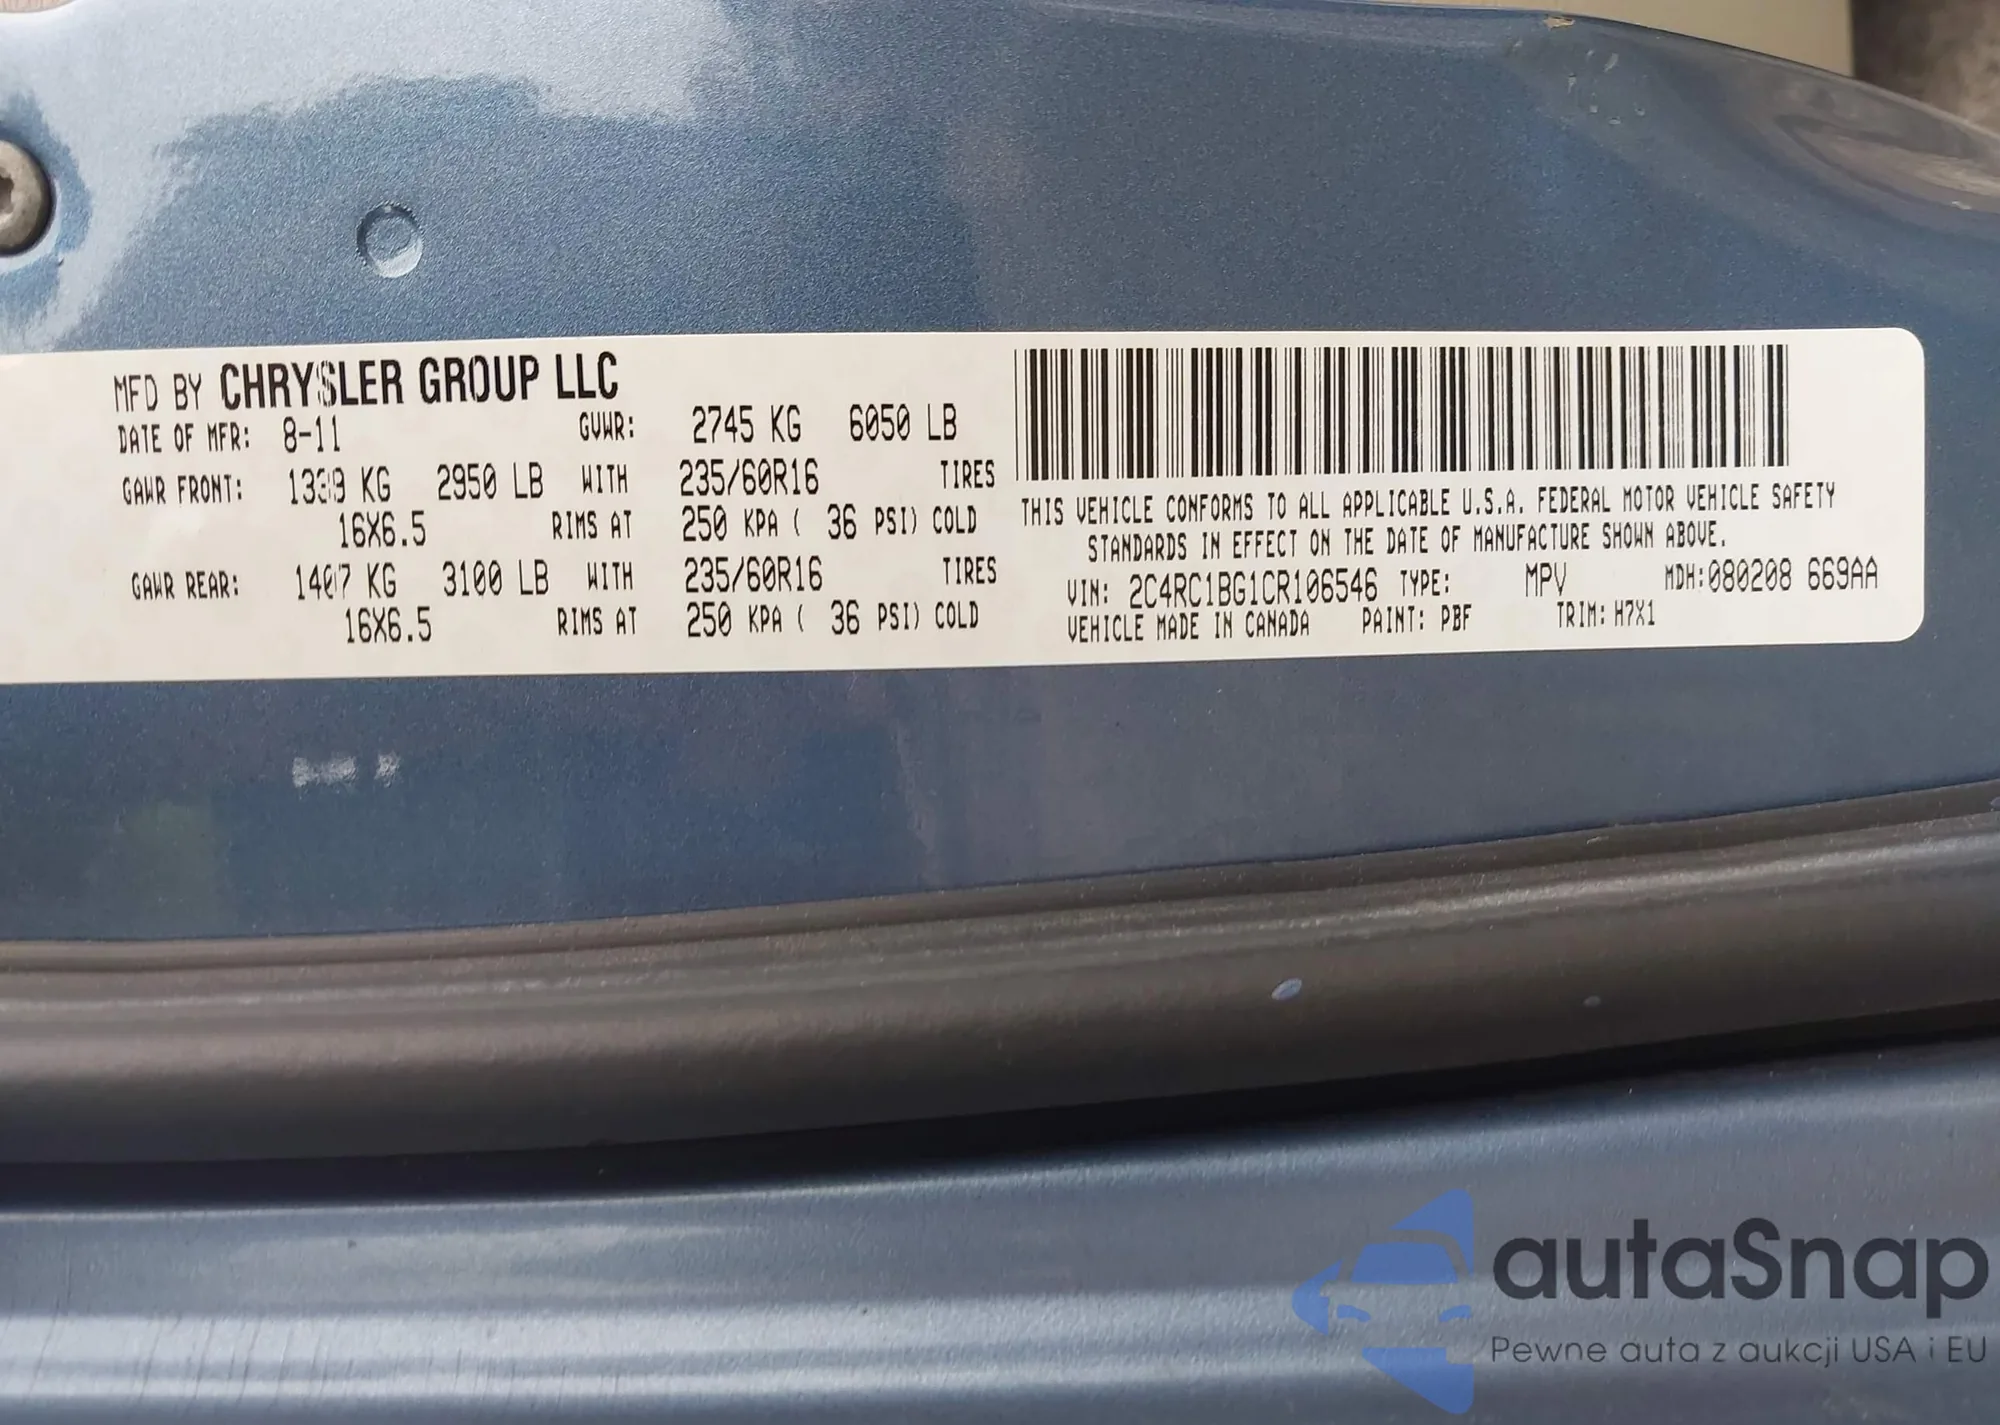 MFD BY CHRYSLER GROUP LLC
DATE OF MFR: 8-11 GVWR: 2745 KG 6050 LB
GAWR FRONT: 1339 KG 2950 LB WITH 235/60R16 TIRES
16X6.5 RIMS AT 250 KPA ( 36 PSI) COLD
GAWR REAR: 1407 KG 3100 LB WITH 235/60R16 TIRES
16X6.5 RIMS AT 250 KPA ( 36 PSI) COLD
THIS VEHICLE CONFORMS TO ALL APPLICABLE U.S.A. FEDERAL MOTOR VEHICLE SAFETY
STANDARDS IN EFFECT ON THE DATE OF MANUFACTURE SHOWN ABOVE.
VIN: 2C4RC1BG1CR106546 TYPE: MPV MDH:080208 669AA
VEHICLE MADE IN CANADA PAINT: PBF TRIM: H7X1
autaSnap
Pewne auta z aukcji USA i EU